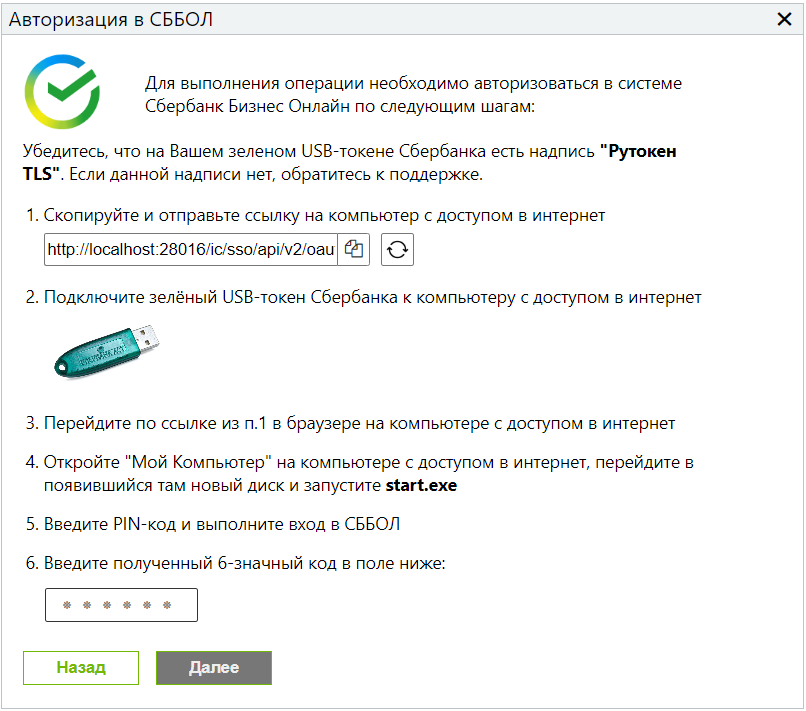 Авторизация в СББОЛ
Для выполнения операции необходимо авторизоваться в системе
Сбербанк Бизнес Онлайн по следующим шагам:
Убедитесь, что на Вашем зеленом USB-токене Сбербанка есть надпись "Рутокен
TLS". Если данной надписи нет, обратитесь к поддержке.
1. Скопируйте и отправьте ссылку на компьютер с доступом в интернет
http://localhost:28016/ic/sso/api/v2/oau
2. Подключите зелёный USB-токен Сбербанка к компьютеру с доступом в интернет
3. Перейдите по ссылке из п.1 в браузере на компьютере с доступом в интернет
4. Откройте "Мой Компьютер" на компьютере с доступом в интернет, перейдите в
появившийся там новый диск и запустите start.exe
5. Введите PIN-код и выполните вход в СББОЛ
6. Введите полученный 6-значный код в поле ниже:
Назад
Далее